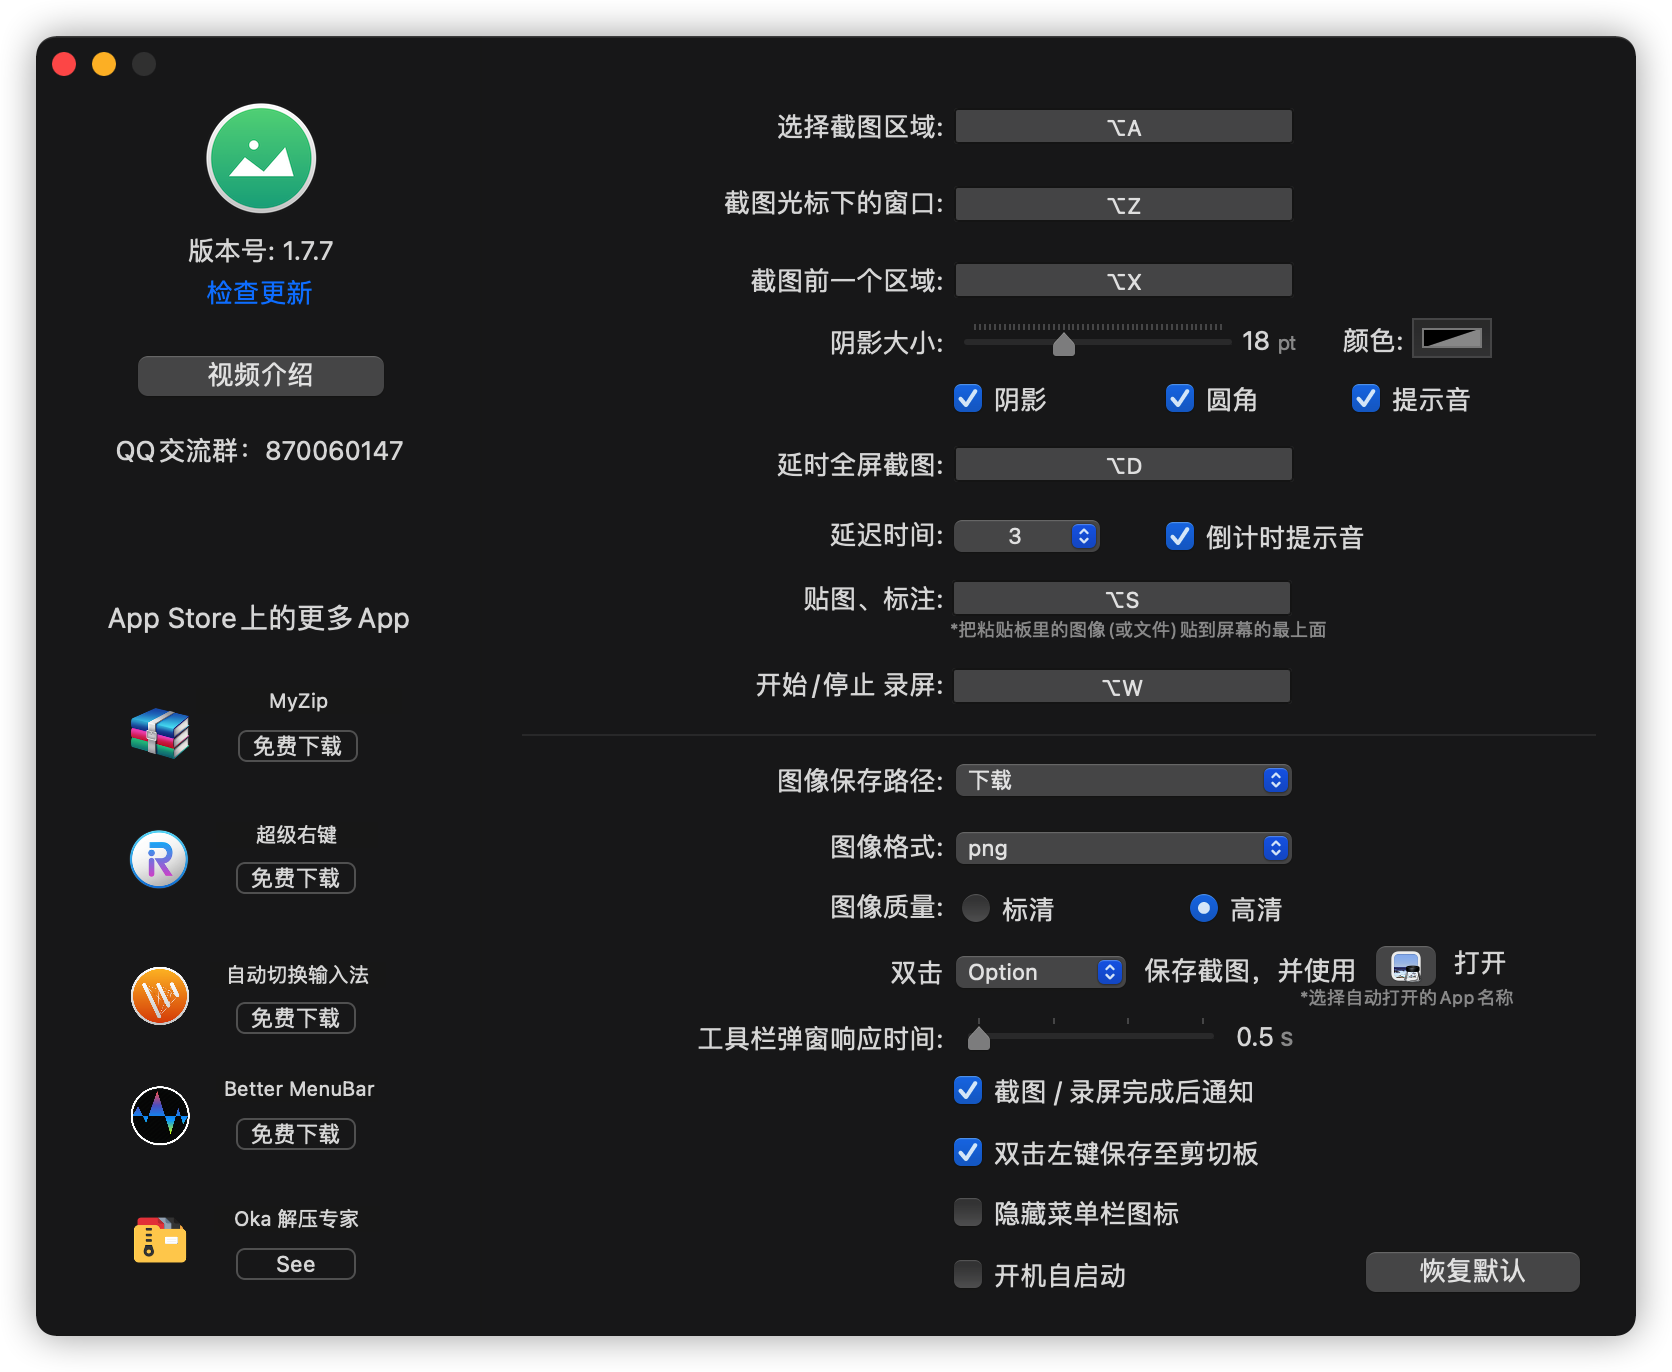 版本号: 1.7.7
检查更新
视频介绍
QQ交流群：870060147
App Store上的更多App
MyZip
免费下载
超级右键
免费下载
自动切换输入法
免费下载
Better MenuBar
免费下载
Oka 解压专家
See
选择截图区域: ⌥A
截图光标下的窗口: ⌥Z
截图前一个区域: ⌥X
阴影大小: 18 pt 颜色:
阴影 圆角 提示音
延时全屏截图: ⌥D
延迟时间: 3 倒计时提示音
贴图、标注: ⌥S
*把粘贴板里的图像(或文件)贴到屏幕的最上面
开始/停止 录屏: ⌥W
图像保存路径: 下载
图像格式: png
图像质量: 标清 高清
双击 Option 保存截图，并使用 打开
*选择自动打开的App名称
工具栏弹窗响应时间: 0.5 s
截图 / 录屏完成后通知
双击左键保存至剪切板
隐藏菜单栏图标
开机自启动
恢复默认